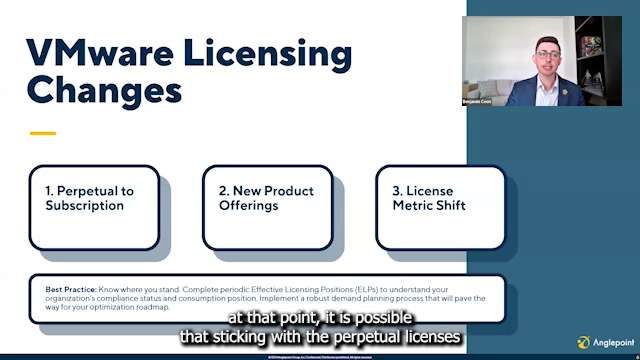 VMware Licensing
Changes
Benjamin Coon
1. Perpetual to
Subscription
2. New Product
Offerings
3. License
Metric Shift
Best Practice: Know where you stand. Complete periodic Effective Licensing Positions (ELPs) to understand your
organization's compliance status and consumption position. Implement a robust demand planning process that will pave the
way for your optimization roadmap.
at that point, it is possible
that sticking with the perpetual licenses
Anglepoint